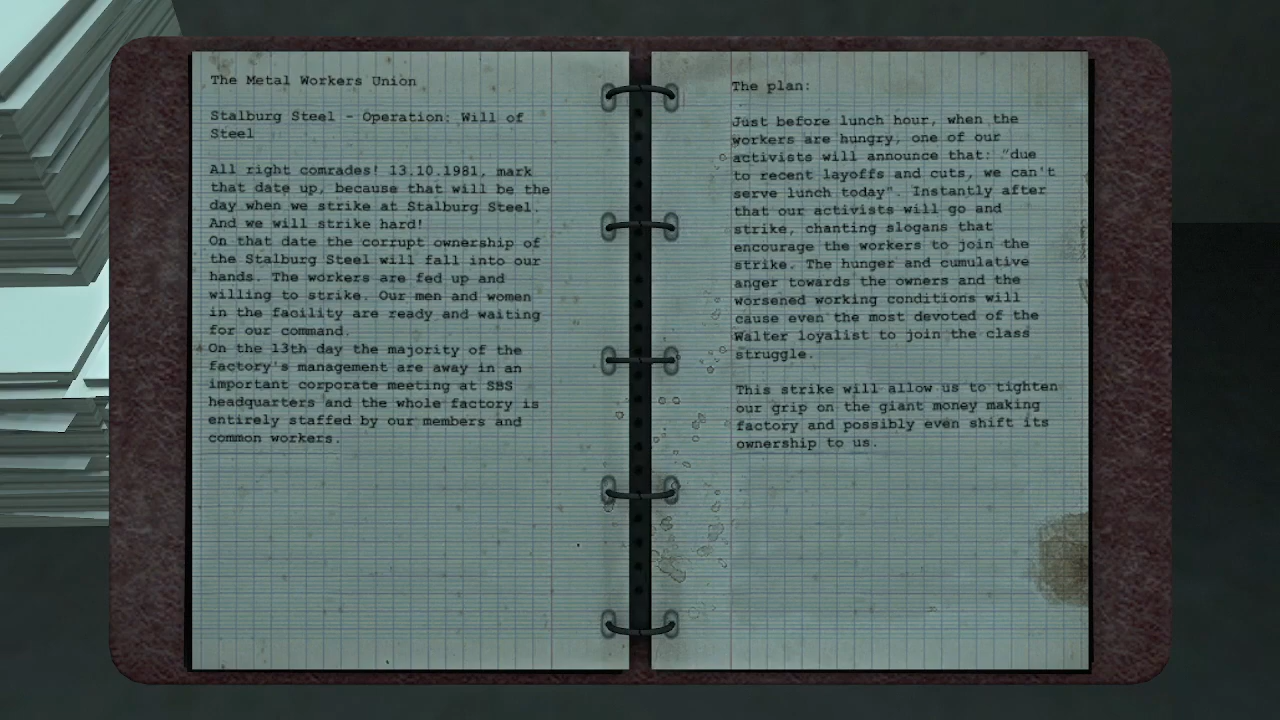 The Metal Workers Union
Stalburg Steel - Operation: Will of
Steel
All right comrades! 13.10.1981, mark
that date up, because that will be the
day when we strike at Stalburg Steel.
And we will strike hard!
On that date the corrupt ownership of
the Stalburg Steel will fall into our
hands. The workers are fed up and
willing to strike. Our men and women
in the facility are ready and waiting
for our command.
On the 13th day the majority of the
factory's management are away in an
important corporate meeting at SBS
headquarters and the whole factory is
entirely staffed by our members and
common workers.
The plan:
Just before lunch hour, when the
workers are hungry, one of our
activists will announce that: "due
to recent layoffs and cuts, we can't
serve lunch today". Instantly after
that our activists will go and
strike, chanting slogans that
encourage the workers to join the
strike. The hunger and cumulative
anger towards the owners and the
worsened working conditions will
cause even the most devoted of the
Walter loyalist to join the class
struggle.
This strike will allow us to tighten
our grip on the giant money making
factory and possibly even shift its
ownership to us.